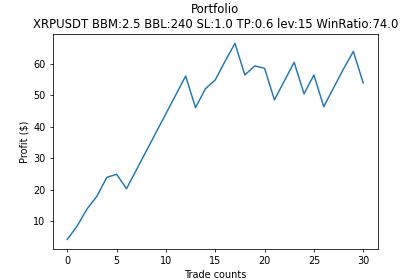 Portfolio
XRPUSDT BBM:2.5 BBL:240 SL:1.0 TP:0.6 lev:15 WinRatio:74.0
60
50
40
30
20
10
Profit ($)
0 5 10 15 20 25 30
Trade counts